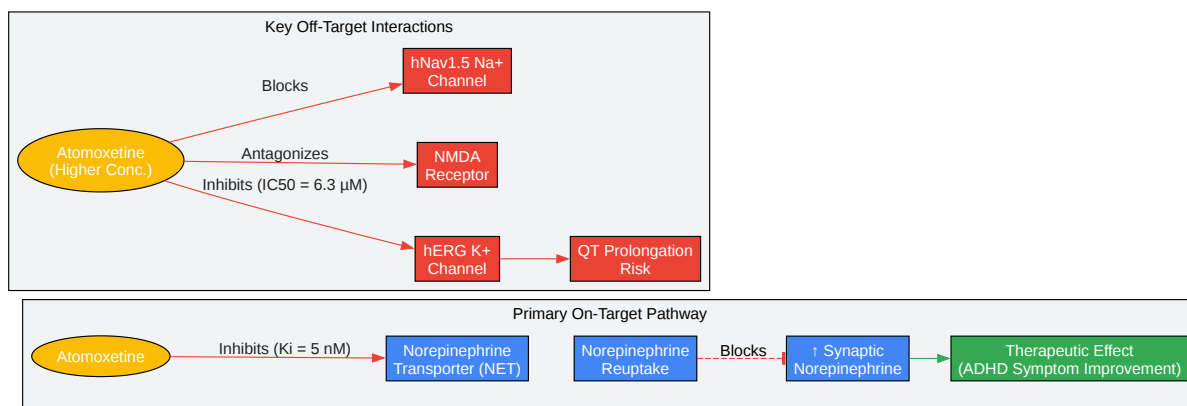 Key Off-Target Interactions
hNav1.5 Na+
Channel
Blocks
Atomoxetine
(Higher Conc.)
Antagonizes
NMDA
Receptor
Inhibits (IC50 = 6.3 µM)
hERG K+
Channel
QT Prolongation
Risk
Primary On-Target Pathway
Atomoxetine
Inhibits (Ki = 5 nM)
Norepinephrine
Transporter (NET)
Norepinephrine
Reuptake
Blocks
↑ Synaptic
Norepinephrine
Therapeutic Effect
(ADHD Symptom Improvement)